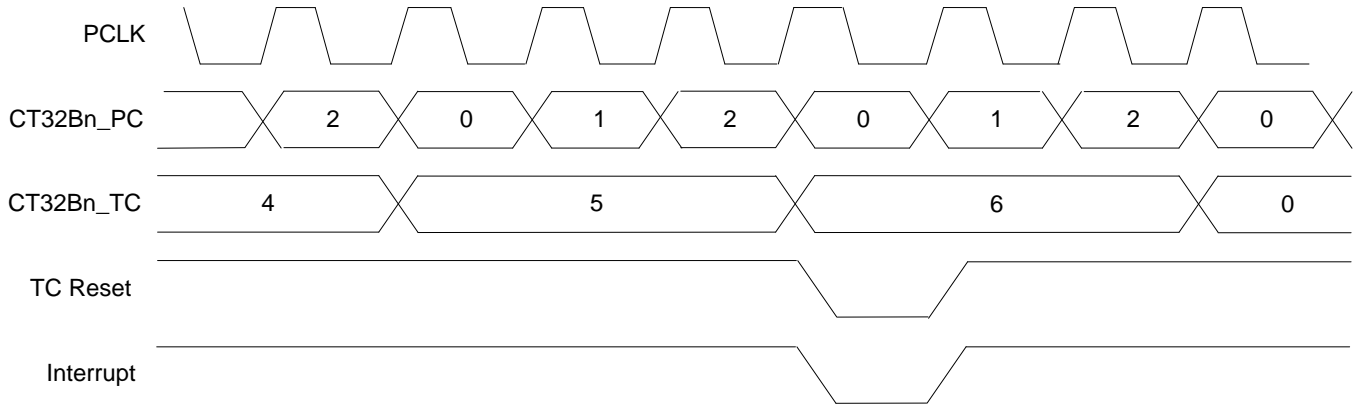 PCLK
CT32Bn_PC 2 0 1 2 0 1 2 0
CT32Bn_TC 4 5 6 0
TC Reset
Interrupt